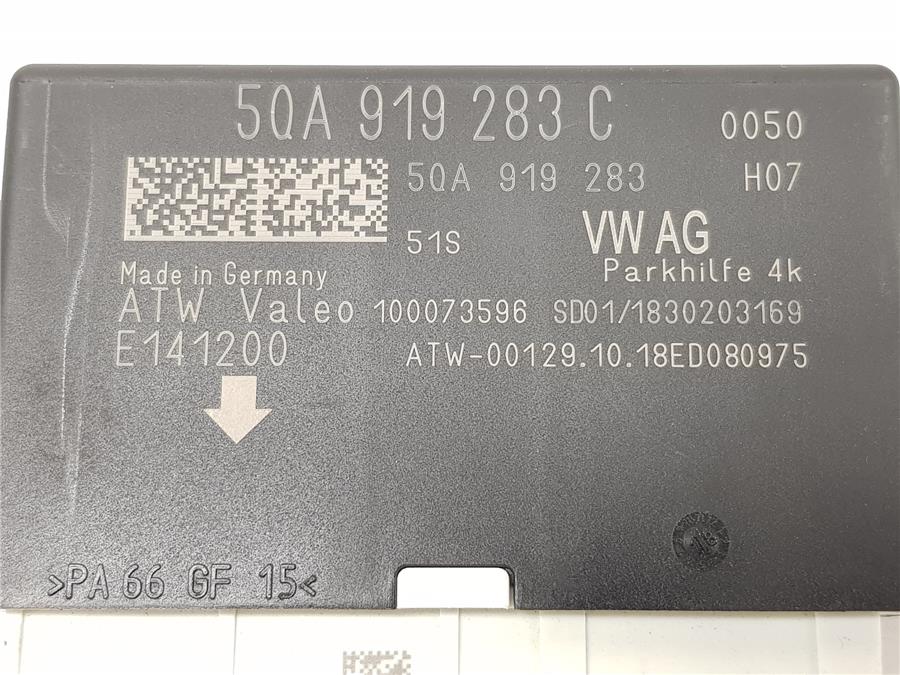 5QA 919 283 C 0050
5QA 919 283 H07
51S VW AG
Parkhilfe 4k
Made in Germany
ATW Valeo 100073596 SD01/1830203169
E141200 ATW-00129.10.18ED080975
>PA 66 GF 15<